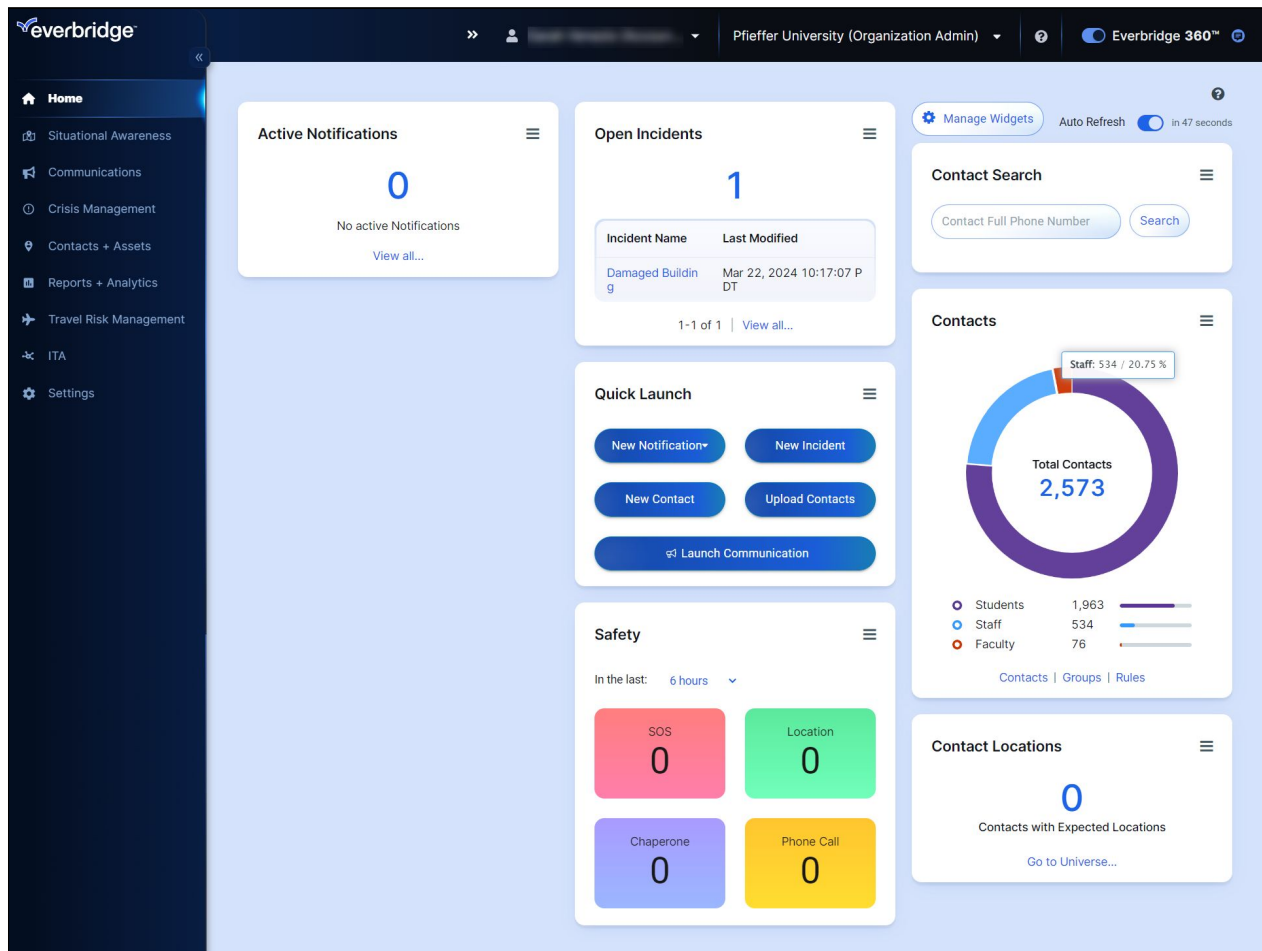 everbridge™
»
Pfieffer University (Organization Admin)
Everbridge 360™
«
Home
Situational Awareness
Communications
Crisis Management
Contacts + Assets
Reports + Analytics
Travel Risk Management
ITA
Settings
Active Notifications
0
No active Notifications
View all...
Open Incidents
1
Incident Name Last Modified
Damaged Buildin Mar 22, 2024 10:17:07 P
g DT
1-1 of 1 | View all...
Quick Launch
New Notification
New Incident
New Contact
Upload Contacts
Launch Communication
Safety
In the last: 6 hours
SOS
0
Location
0
Chaperone
0
Phone Call
0
Manage Widgets
Auto Refresh in 47 seconds
Contact Search
Contact Full Phone Number
Search
Contacts
Staff: 534 / 20.75 %
Total Contacts
2,573
Students 1,963
Staff 534
Faculty 76
Contacts | Groups | Rules
Contact Locations
0
Contacts with Expected Locations
Go to Universe...